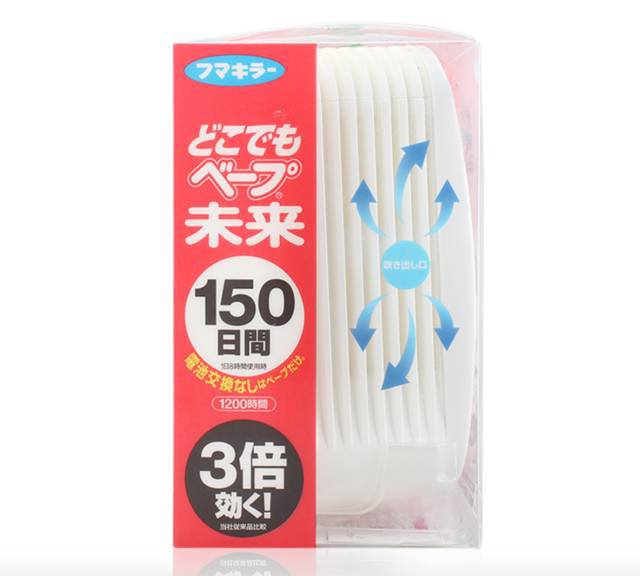 フマキラー
どこでも
ベープ®
未来
150
日間
1日8時間使用時
電池交換なしはベープだけ。
1200時間
3倍
効く!
当社従来品比較
吹き出し口